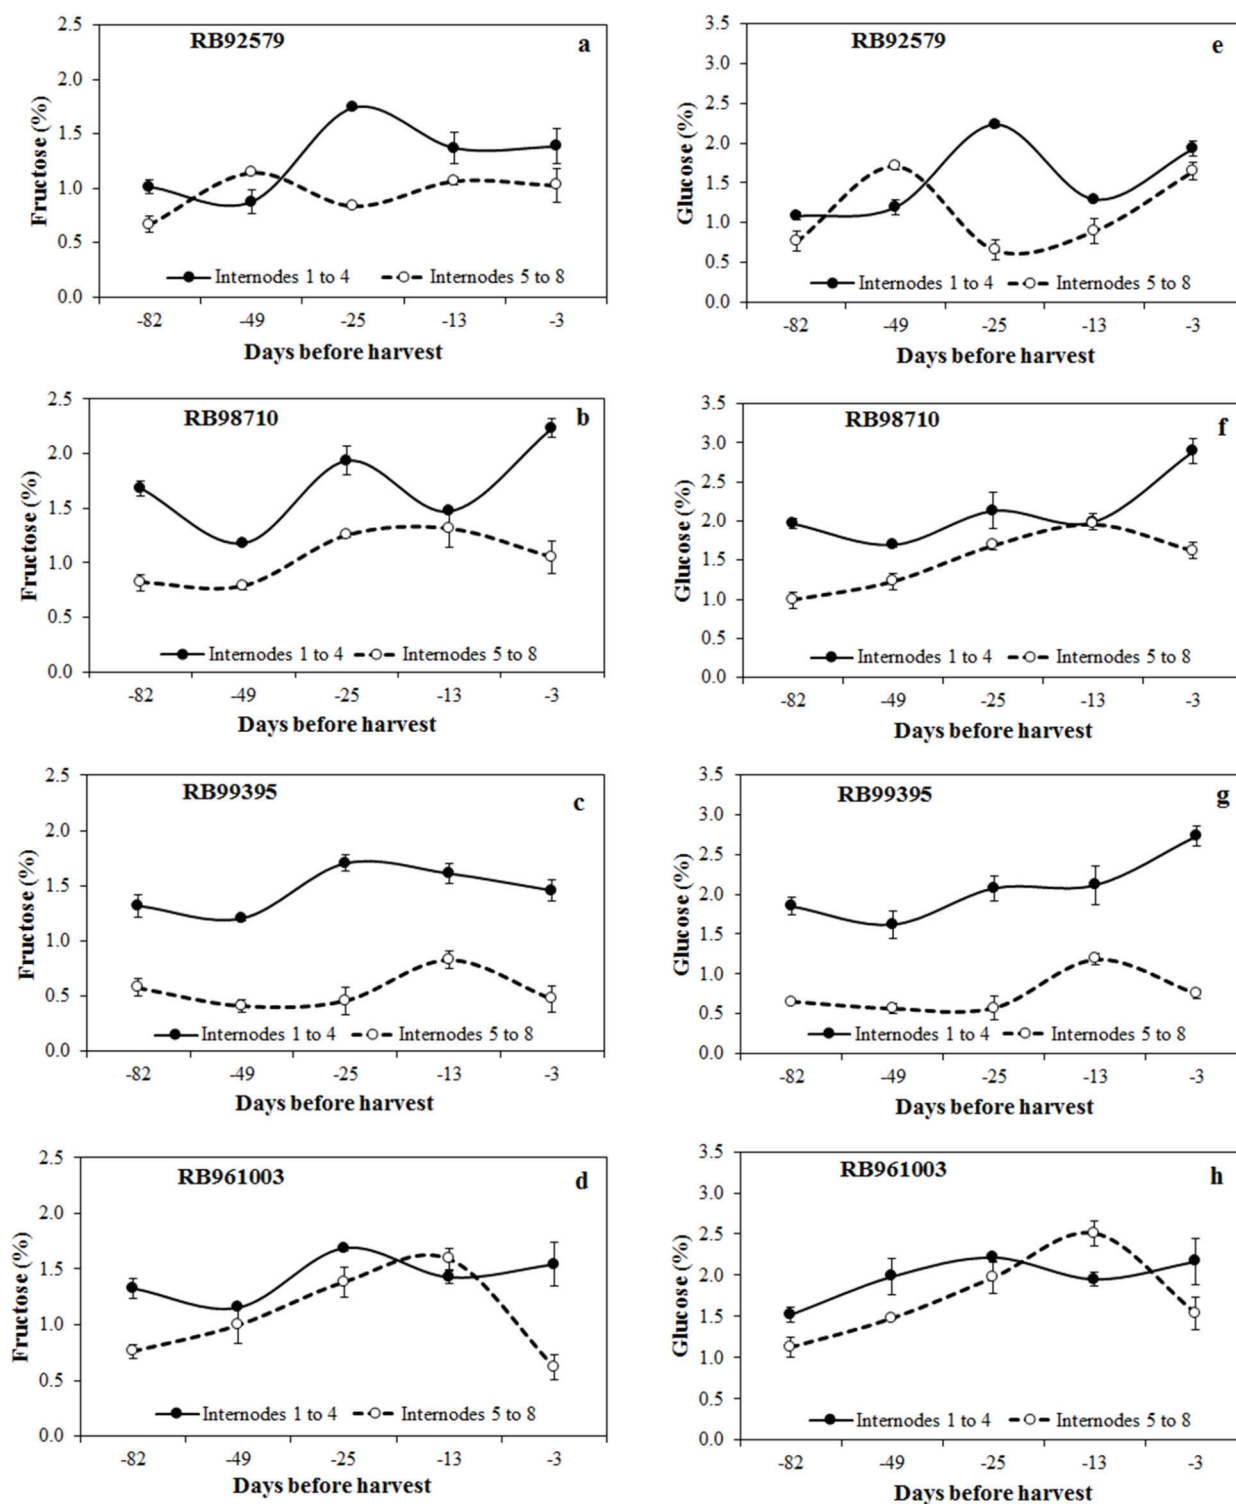 RB92579
a
Fructose (%)
2.5
2.0
1.5
1.0
0.5
0.0
Internodes 1 to 4 Internodes 5 to 8
-82 -49 -25 -13 -3
Days before harvest
RB92579
e
Glucose (%)
3.5
3.0
2.5
2.0
1.5
1.0
0.5
0.0
Internodes 1 to 4 Internodes 5 to 8
-82 -49 -25 -13 -3
Days before harvest
RB98710
b
Fructose (%)
2.5
2.0
1.5
1.0
0.5
0.0
Internodes 1 to 4 Internodes 5 to 8
-82 -49 -25 -13 -3
Days before harvest
RB98710
f
Glucose (%)
3.5
3.0
2.5
2.0
1.5
1.0
0.5
0.0
Internodes 1 to 4 Internodes 5 to 8
-82 -49 -25 -13 -3
Days before harvest
RB99395
c
Fructose (%)
2.5
2.0
1.5
1.0
0.5
0.0
Internodes 1 to 4 Internodes 5 to 8
-82 -49 -25 -13 -3
Days before harvest
RB99395
g
Glucose (%)
3.5
3.0
2.5
2.0
1.5
1.0
0.5
0.0
Internodes 1 to 4 Internodes 5 to 8
-82 -49 -25 -13 -3
Days before harvest
RB961003
d
Fructose (%)
2.5
2.0
1.5
1.0
0.5
0.0
Internodes 1 to 4 Internodes 5 to 8
-82 -49 -25 -13 -3
Days before harvest
RB961003
h
Glucose (%)
3.5
3.0
2.5
2.0
1.5
1.0
0.5
0.0
Internodes 1 to 4 Internodes 5 to 8
-82 -49 -25 -13 -3
Days before harvest